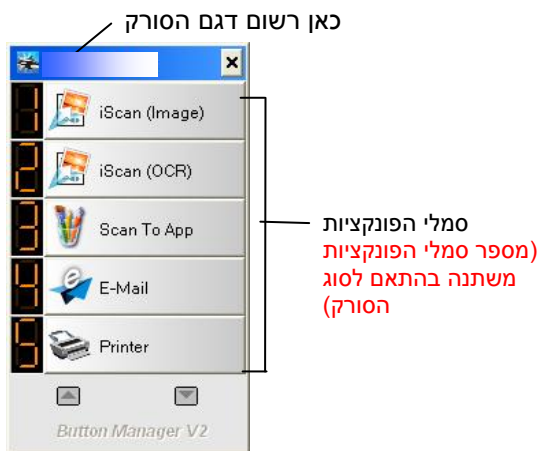 כאן רשום דגם הסורק
1 iScan (Image)
2 iScan (OCR)
3 Scan To App
4 E-Mail
5 Printer
Button Manager V2
סמלי הפונקציות
(מספר סמלי הפונקציות
משתנה בהתאם לסוג
הסורק)